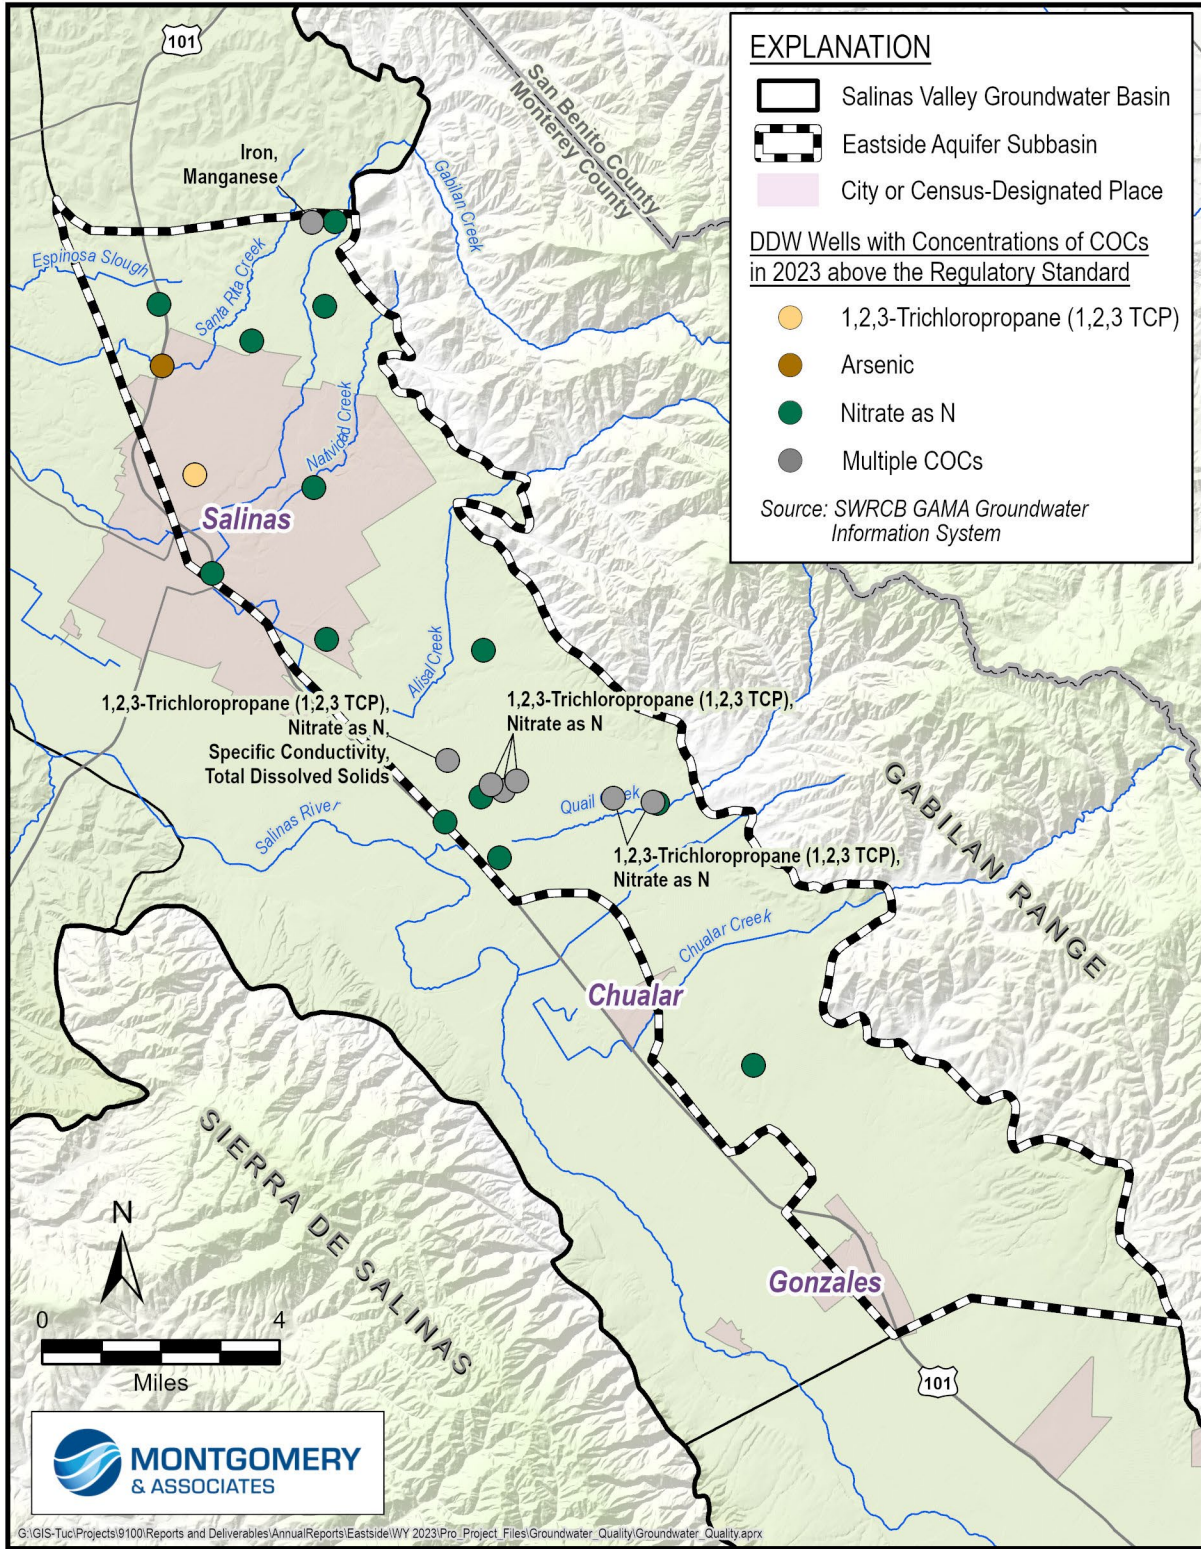 101
San Benito County
Monterey County
EXPLANATION
Salinas Valley Groundwater Basin
Eastside Aquifer Subbasin
City or Census-Designated Place
DDW Wells with Concentrations of COCs
in 2023 above the Regulatory Standard
1,2,3-Trichloropropane (1,2,3 TCP)
Arsenic
Nitrate as N
Multiple COCs
Source: SWRCB GAMA Groundwater
Information System
Iron,
Manganese
Gabilan Creek
Espinosa Slough
Santa Rita Creek
Natividad Creek
Salinas
Alisal Creek
1,2,3-Trichloropropane (1,2,3 TCP),
Nitrate as N,
Specific Conductivity,
Total Dissolved Solids
1,2,3-Trichloropropane (1,2,3 TCP),
Nitrate as N
Salinas River
Quail Creek
1,2,3-Trichloropropane (1,2,3 TCP),
Nitrate as N
GABILAN RANGE
Chualar Creek
Chualar
SIERRA DE SALINAS
Gonzales
N
0 4
Miles
101
MONTGOMERY
& ASSOCIATES
G:\GIS-Tuc\Projects\9100\Reports and Deliverables\AnnualReports\Eastside\WY 2023\Pro_Project_Files\Groundwater_Quality\Groundwater_Quality.aprx